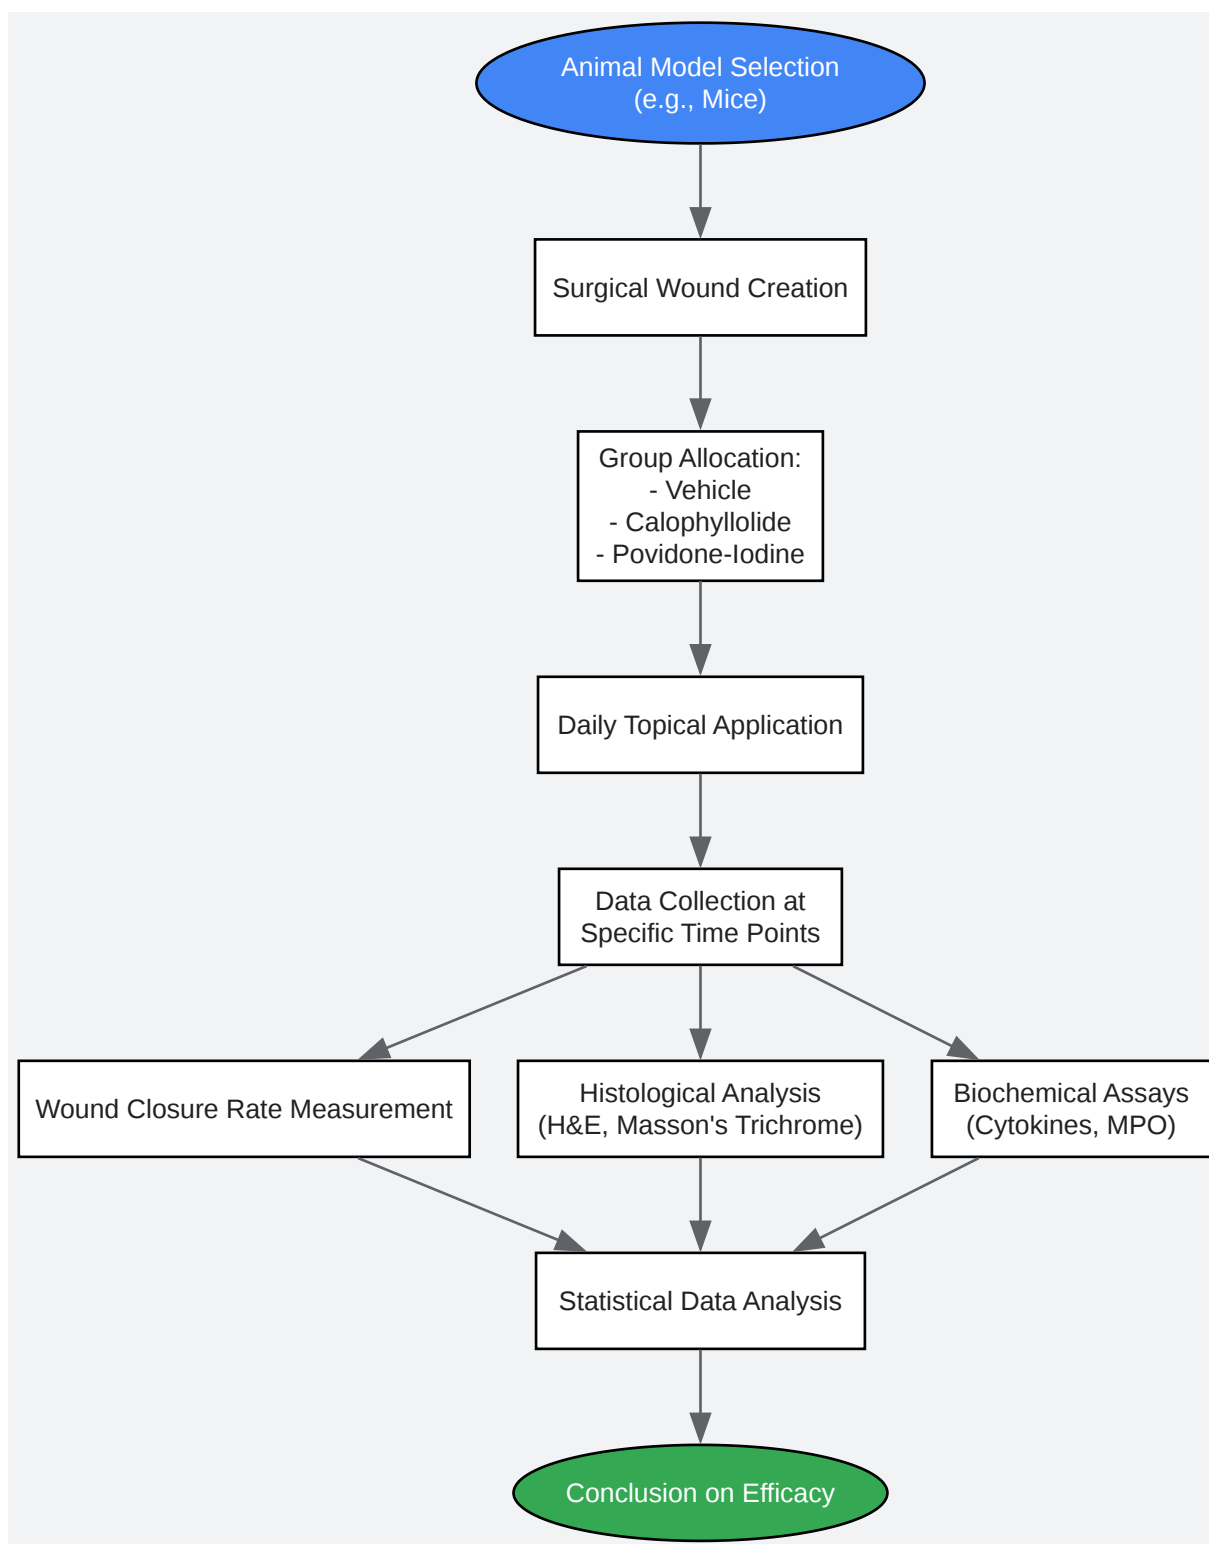 Animal Model Selection
(e.g., Mice)
Surgical Wound Creation
Group Allocation:
- Vehicle
- Calophyllolide
- Povidone-Iodine
Daily Topical Application
Data Collection at
Specific Time Points
Wound Closure Rate Measurement
Histological Analysis
(H&E, Masson's Trichrome)
Biochemical Assays
(Cytokines, MPO)
Statistical Data Analysis
Conclusion on Efficacy